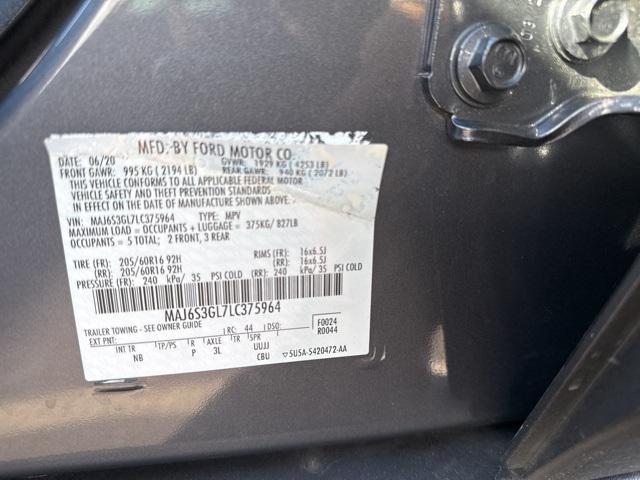 MFD. BY FORD MOTOR CO.
DATE: 06/20 GVWR: 1929 KG ( 4253 LB)
FRONT GAWR: 995 KG ( 2194 LB) REAR GAWR: 940 KG ( 2072 LB)
THIS VEHICLE CONFORMS TO ALL APPLICABLE FEDERAL MOTOR
VEHICLE SAFETY AND THEFT PREVENTION STANDARDS
IN EFFECT ON THE DATE OF MANUFACTURE SHOWN ABOVE.
VIN: MAJ6S3GL7LC375964 TYPE: MPV
MAXIMUM LOAD = OCCUPANTS + LUGGAGE = 375KG/ 827LB
OCCUPANTS = 5 TOTAL; 2 FRONT, 3 REAR
TIRE (FR): 205/60R16 92H RIMS (FR): 16x6.5J
(RR): 205/60R16 92H (RR): 16x6.5J
PRESSURE (FR): 240 kPa/ 35 PSI COLD (RR): 240 kPa/ 35 PSI COLD
MAJ6S3GL7LC375964
TRAILER TOWING - SEE OWNER GUIDE
EXT PNT: RC: 44 DSO: F0024
R0044
INT TR TP/PS R AXLE TR SPR
NB P 3L UUJJ
CBU ▽5U5A-5420472-AA